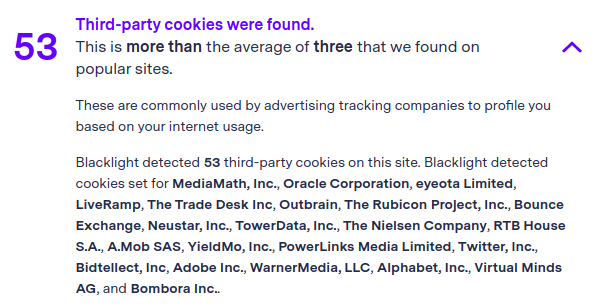 53
Third-party cookies were found.
This is more than the average of three that we found on
popular sites.
These are commonly used by advertising tracking companies to profile you
based on your internet usage.
Blacklight detected 53 third-party cookies on this site. Blacklight detected
cookies set for MediaMath, Inc., Oracle Corporation, eyeota Limited,
LiveRamp, The Trade Desk Inc, Outbrain, The Rubicon Project, Inc., Bounce
Exchange, Neustar, Inc., TowerData, Inc., The Nielsen Company, RTB House
S.A., A.Mob SAS, YieldMo, Inc., PowerLinks Media Limited, Twitter, Inc.,
Bidtellect, Inc, Adobe Inc., WarnerMedia, LLC, Alphabet, Inc., Virtual Minds
AG, and Bombora Inc..